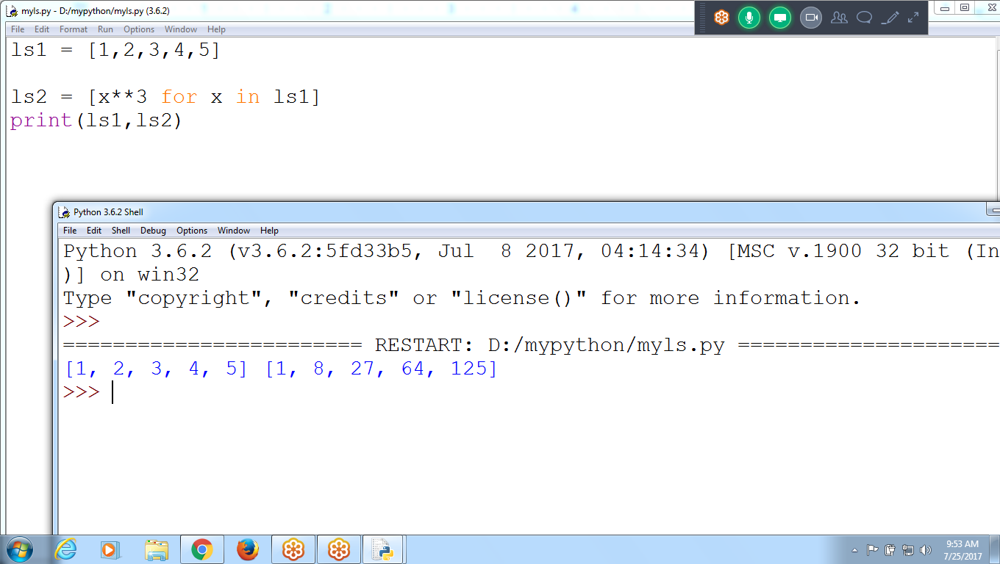 myls.py - D:/mypython/myls.py (3.6.2)
File Edit Format Run Options Window Help
ls1 = [1,2,3,4,5]
ls2 = [x**3 for x in ls1]
print(ls1,ls2)
Python 3.6.2 Shell
File Edit Shell Debug Options Window Help
Python 3.6.2 (v3.6.2:5fd33b5, Jul  8 2017, 04:14:34) [MSC v.1900 32 bit (In
)] on win32
Type "copyright", "credits" or "license()" for more information.
>>>
======================== RESTART: D:/mypython/myls.py =====================
[1, 2, 3, 4, 5] [1, 8, 27, 64, 125]
>>>
9:53 AM
7/25/2017